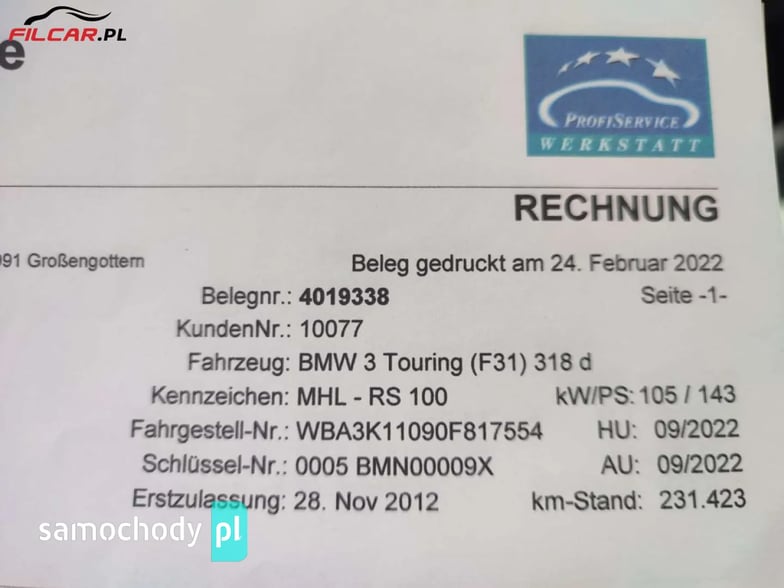 FILCAR.PL
e
PROFISERVICE
WERKSTATT
RECHNUNG
991 Großengottern
Beleg gedruckt am 24. Februar 2022
Belegnr.: 4019338
Seite -1-
KundenNr.: 10077
Fahrzeug: BMW 3 Touring (F31) 318 d
Kennzeichen: MHL - RS 100
kW/PS: 105 / 143
Fahrgestell-Nr.: WBA3K11090F817554
HU: 09/2022
Schlüssel-Nr.: 0005 BMN00009X
AU: 09/2022
Erstzulassung: 28. Nov 2012
km-Stand: 231.423
samochody pl